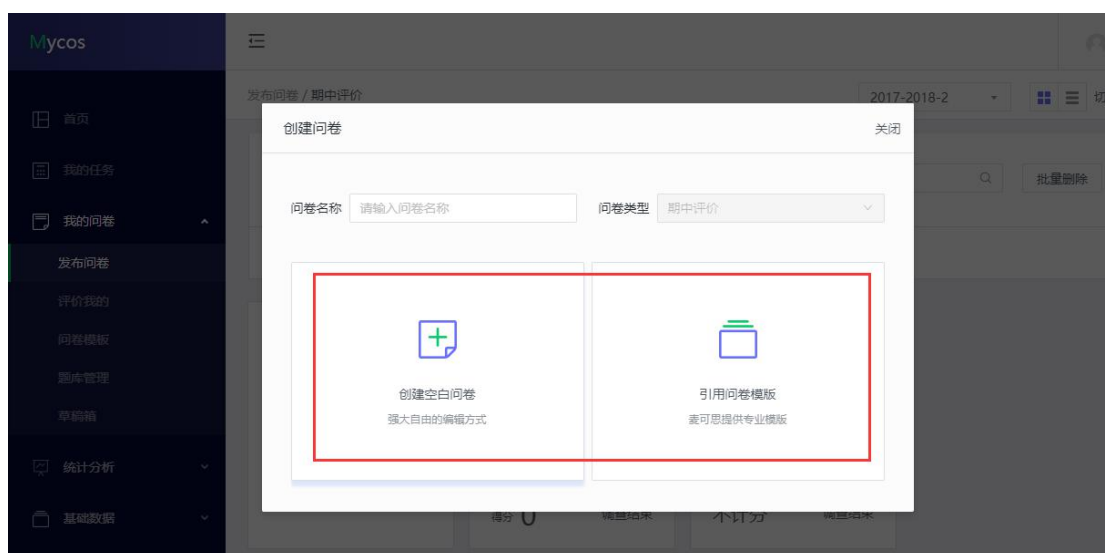 Mycos
首页
我的任务
我的问卷
发布问卷
评价我的
问卷模板
题库管理
草稿箱
统计分析
基础数据
发布问卷 / 期中评价
2017-2018-2
切
批量删除
创建问卷
关闭
问卷名称 请输入问卷名称
问卷类型 期中评价
创建空白问卷
强大自由的编辑方式
引用问卷模版
麦可思提供专业模版
得分 0 调查结束
不计分 调查结束